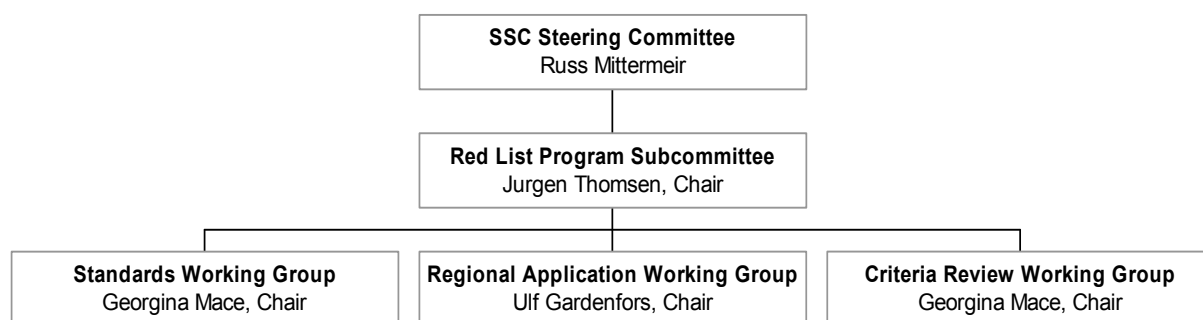 SSC Steering Committee
Russ Mittermeir
Red List Program Subcommittee
Jurgen Thomsen, Chair
Standards Working Group
Georgina Mace, Chair
Regional Application Working Group
Ulf Gardenfors, Chair
Criteria Review Working Group
Georgina Mace, Chair